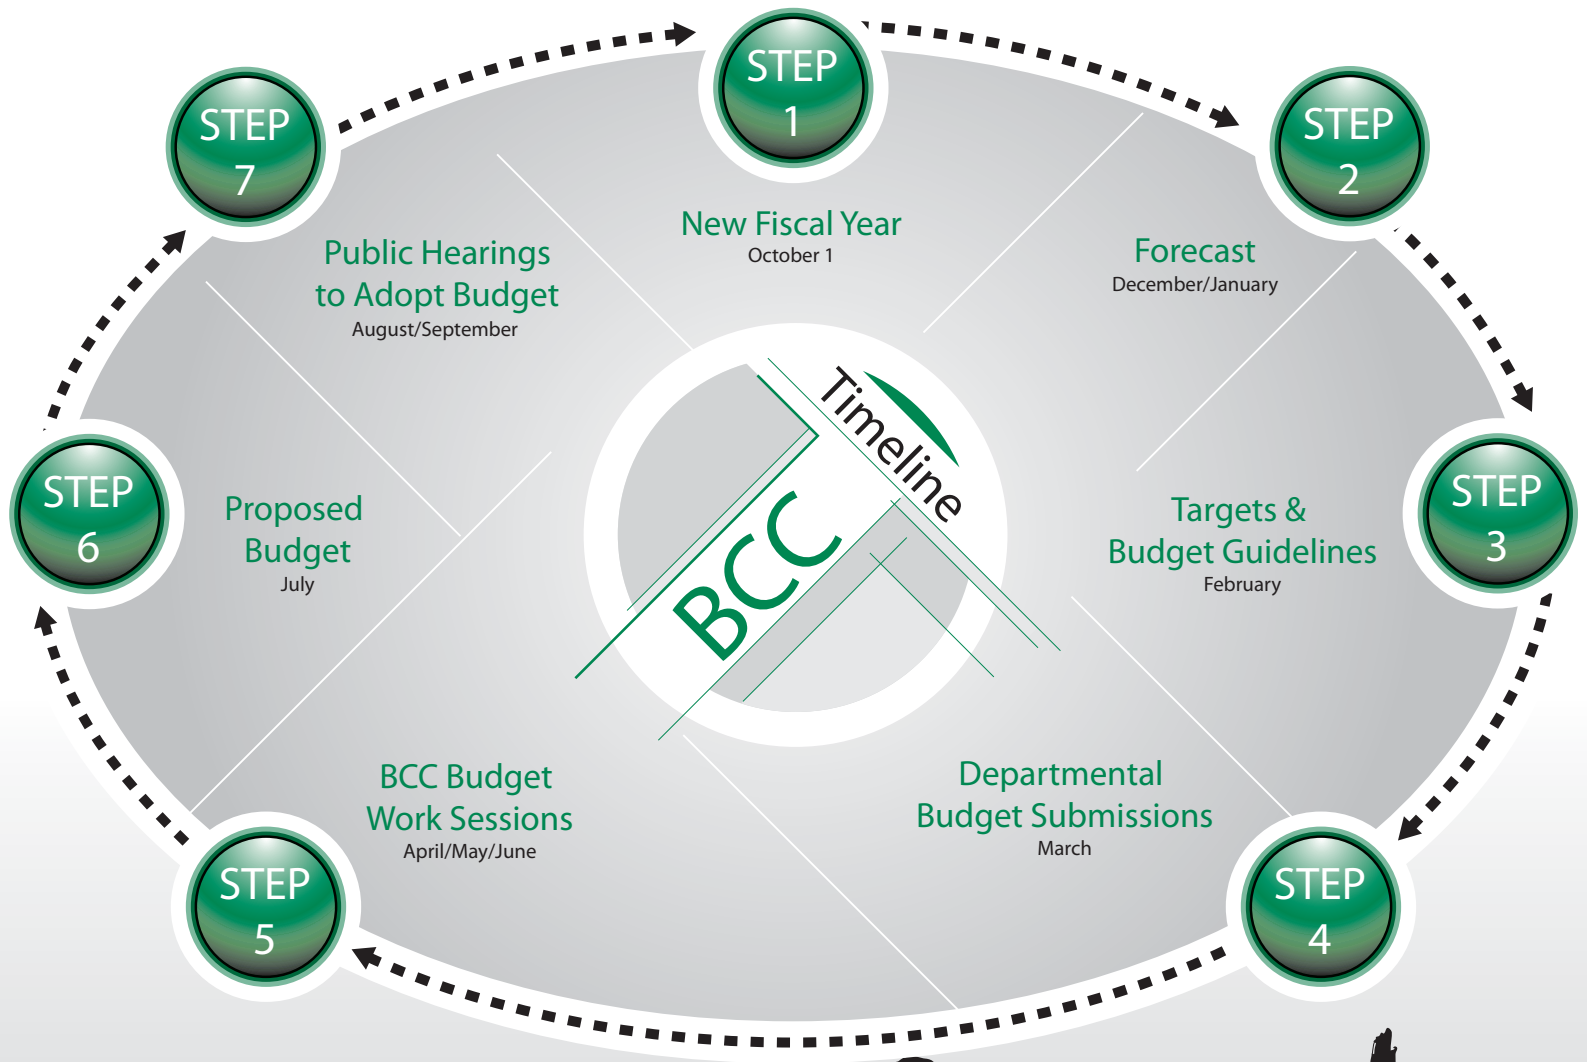 STEP
1
New Fiscal Year
October 1
STEP
2
Forecast
December/January
STEP
3
Targets &
Budget Guidelines
February
STEP
4
Departmental
Budget Submissions
March
STEP
5
BCC Budget
Work Sessions
April/May/June
STEP
6
Proposed
Budget
July
STEP
7
Public Hearings
to Adopt Budget
August/September
BCC
Timeline